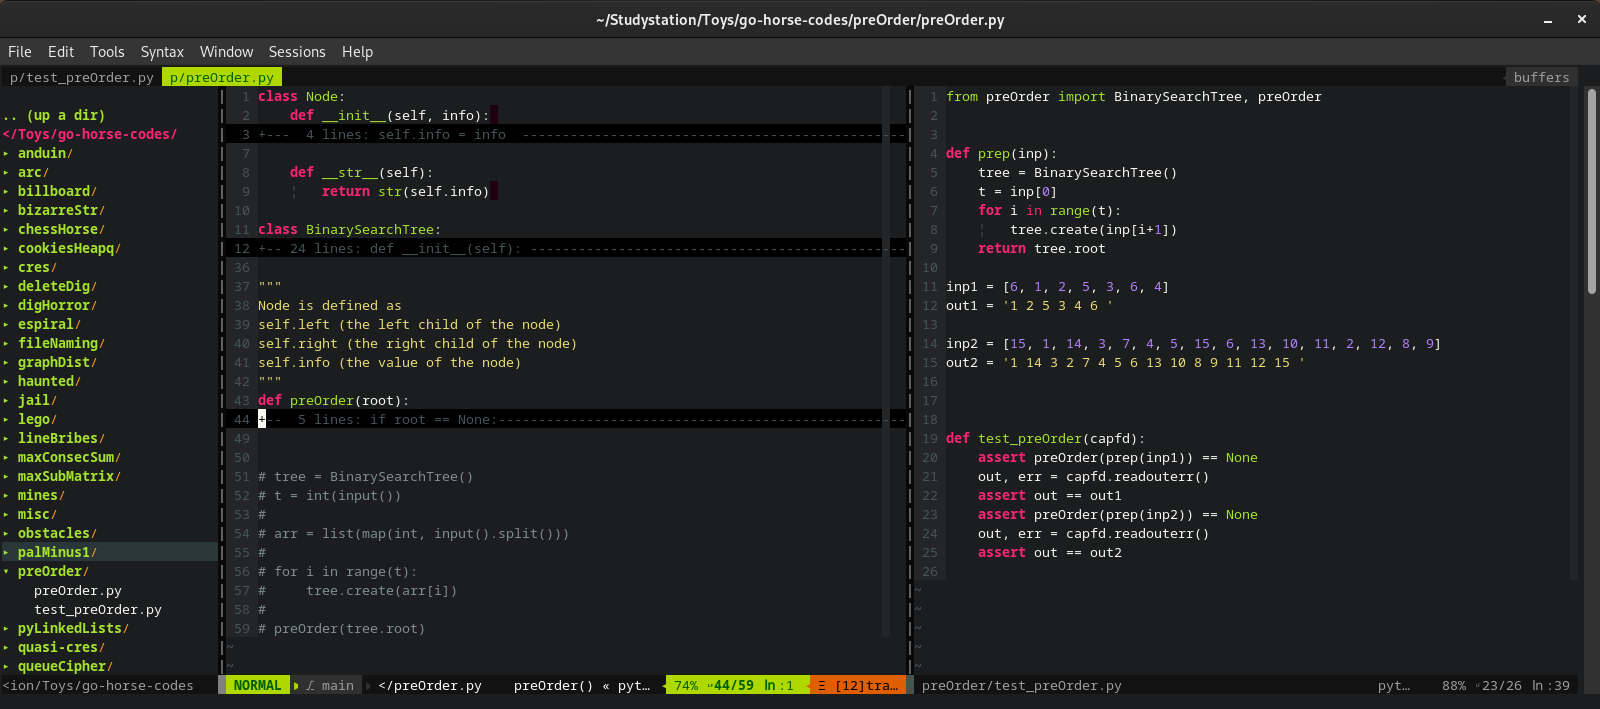 ~/Studystation/Toys/go-horse-codes/preOrder/preOrder.py
File Edit Tools Syntax Window Sessions Help
p/test_preOrder.py p/preOrder.py buffers
.. (up a dir)
</Toys/go-horse-codes/
▸ anduin/
▸ arc/
▸ billboard/
▸ bizarreStr/
▸ chessHorse/
▸ cookiesHeapq/
▸ cres/
▸ deleteDig/
▸ digHorror/
▸ espiral/
▸ fileNaming/
▸ graphDist/
▸ haunted/
▸ jail/
▸ lego/
▸ lineBribes/
▸ maxConsecSum/
▸ maxSubMatrix/
▸ mines/
▸ misc/
▸ obstacles/
▸ palMinus1/
▾ preOrder/
preOrder.py
test_preOrder.py
▸ pyLinkedLists/
▸ quasi-cres/
▸ queueCipher/
<ion/Toys/go-horse-codes
1 class Node:
2     def __init__(self, info):
3 +---  4 lines: self.info = info  ------------------------------------------------
7
8     def __str__(self):
9     ¦   return str(self.info)
10
11 class BinarySearchTree:
12 +-- 24 lines: def __init__(self): -----------------------------------------------
36
37 """
38 Node is defined as
39 self.left (the left child of the node)
40 self.right (the right child of the node)
41 self.info (the value of the node)
42 """
43 def preOrder(root):
44 +--  5 lines: if root == None:---------------------------------------------------
49
50
51 # tree = BinarySearchTree()
52 # t = int(input())
53 #
54 # arr = list(map(int, input().split()))
55 #
56 # for i in range(t):
57 #     tree.create(arr[i])
58 #
59 # preOrder(tree.root)
~
~
NORMAL main </preOrder.py preOrder() « pyt… 74% 44/59 ln :1 Ξ [12]tra…
1 from preOrder import BinarySearchTree, preOrder
2
3
4 def prep(inp):
5     tree = BinarySearchTree()
6     t = inp[0]
7     for i in range(t):
8     ¦   tree.create(inp[i+1])
9     return tree.root
10
11 inp1 = [6, 1, 2, 5, 3, 6, 4]
12 out1 = '1 2 5 3 4 6 '
13
14 inp2 = [15, 1, 14, 3, 7, 4, 5, 15, 6, 13, 10, 11, 2, 12, 8, 9]
15 out2 = '1 14 3 2 7 4 5 6 13 10 8 9 11 12 15 '
16
17
18
19 def test_preOrder(capfd):
20     assert preOrder(prep(inp1)) == None
21     out, err = capfd.readouterr()
22     assert out == out1
23     assert preOrder(prep(inp2)) == None
24     out, err = capfd.readouterr()
25     assert out == out2
26
~
~
~
~
~
preOrder/test_preOrder.py pyt… 88% 23/26 ln :39